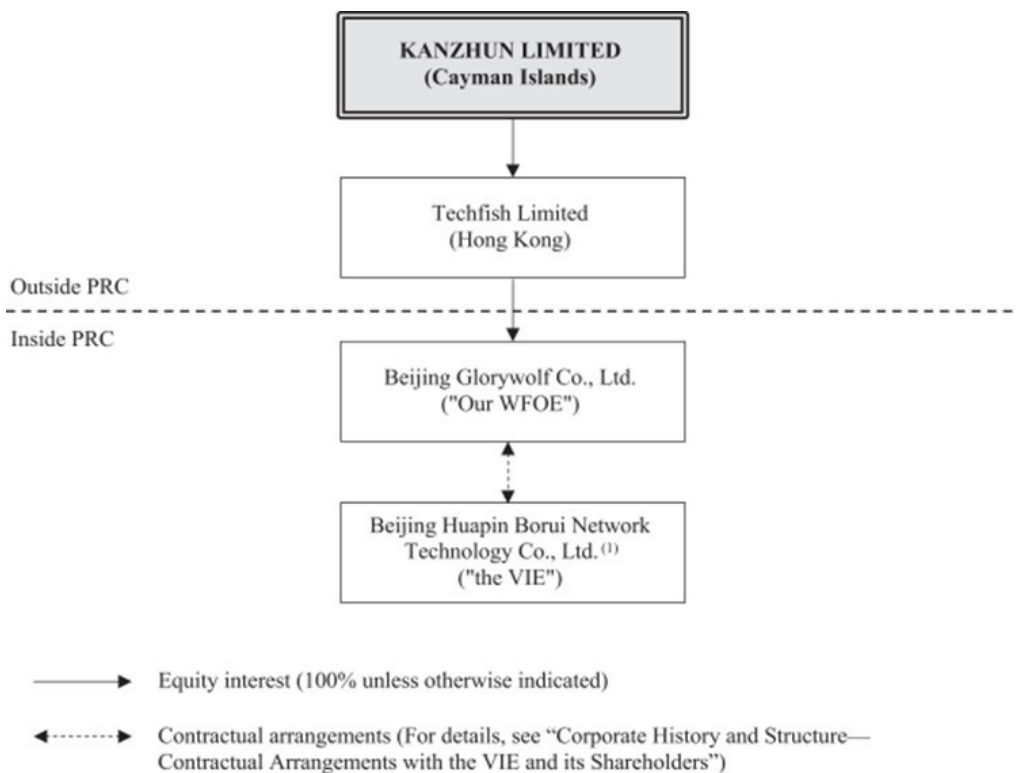 KANZHUN LIMITED
(Cayman Islands)
Techfish Limited
(Hong Kong)
Outside PRC
Inside PRC
Beijing Glorywolf Co., Ltd.
("Our WFOE")
Beijing Huapin Borui Network
Technology Co., Ltd. (1)
("the VIE")
Equity interest (100% unless otherwise indicated)
Contractual arrangements (For details, see “Corporate History and Structure—
Contractual Arrangements with the VIE and its Shareholders”)